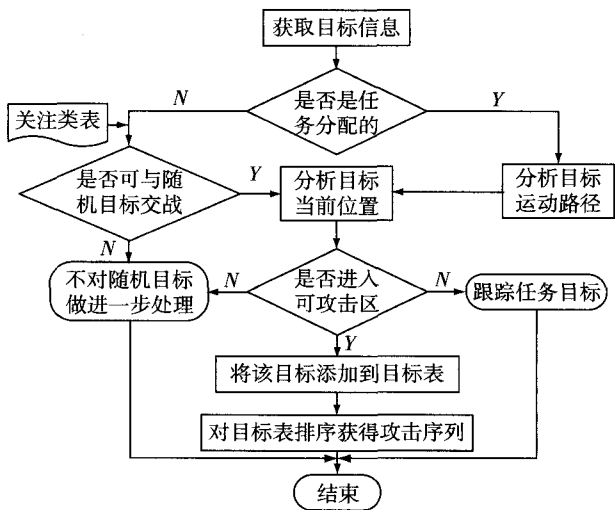 获取目标信息
N
是否是任
务分配的
Y
关注类表
是否可与随
机目标交战
Y
分析目标
当前位置
分析目标
运动路径
N
不对随机目标
做进一步处理
N
是否进入
可攻击区
N
跟踪任务目标
Y
将该目标添加到目标表
对目标表排序获得攻击序列
结束